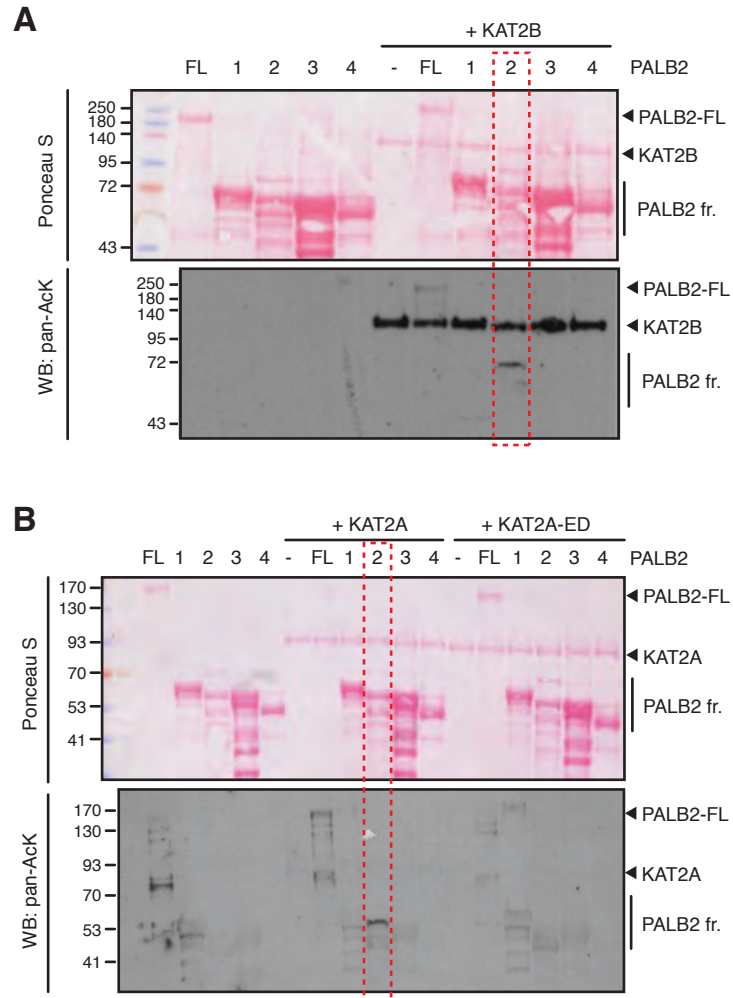 A
+ KAT2B
FL 1 2 3 4 - FL 1 2 3 4 PALB2
Ponceau S
250
180
140
95
72
43
PALB2-FL
KAT2B
PALB2 fr.
WB: pan-AcK
250
180
140
95
72
43
PALB2-FL
KAT2B
PALB2 fr.
B
+ KAT2A + KAT2A-ED
FL 1 2 3 4 - FL 1 2 3 4 - FL 1 2 3 4 PALB2
Ponceau S
170
130
93
70
53
41
PALB2-FL
KAT2A
PALB2 fr.
WB: pan-AcK
170
130
93
70
53
41
PALB2-FL
KAT2A
PALB2 fr.